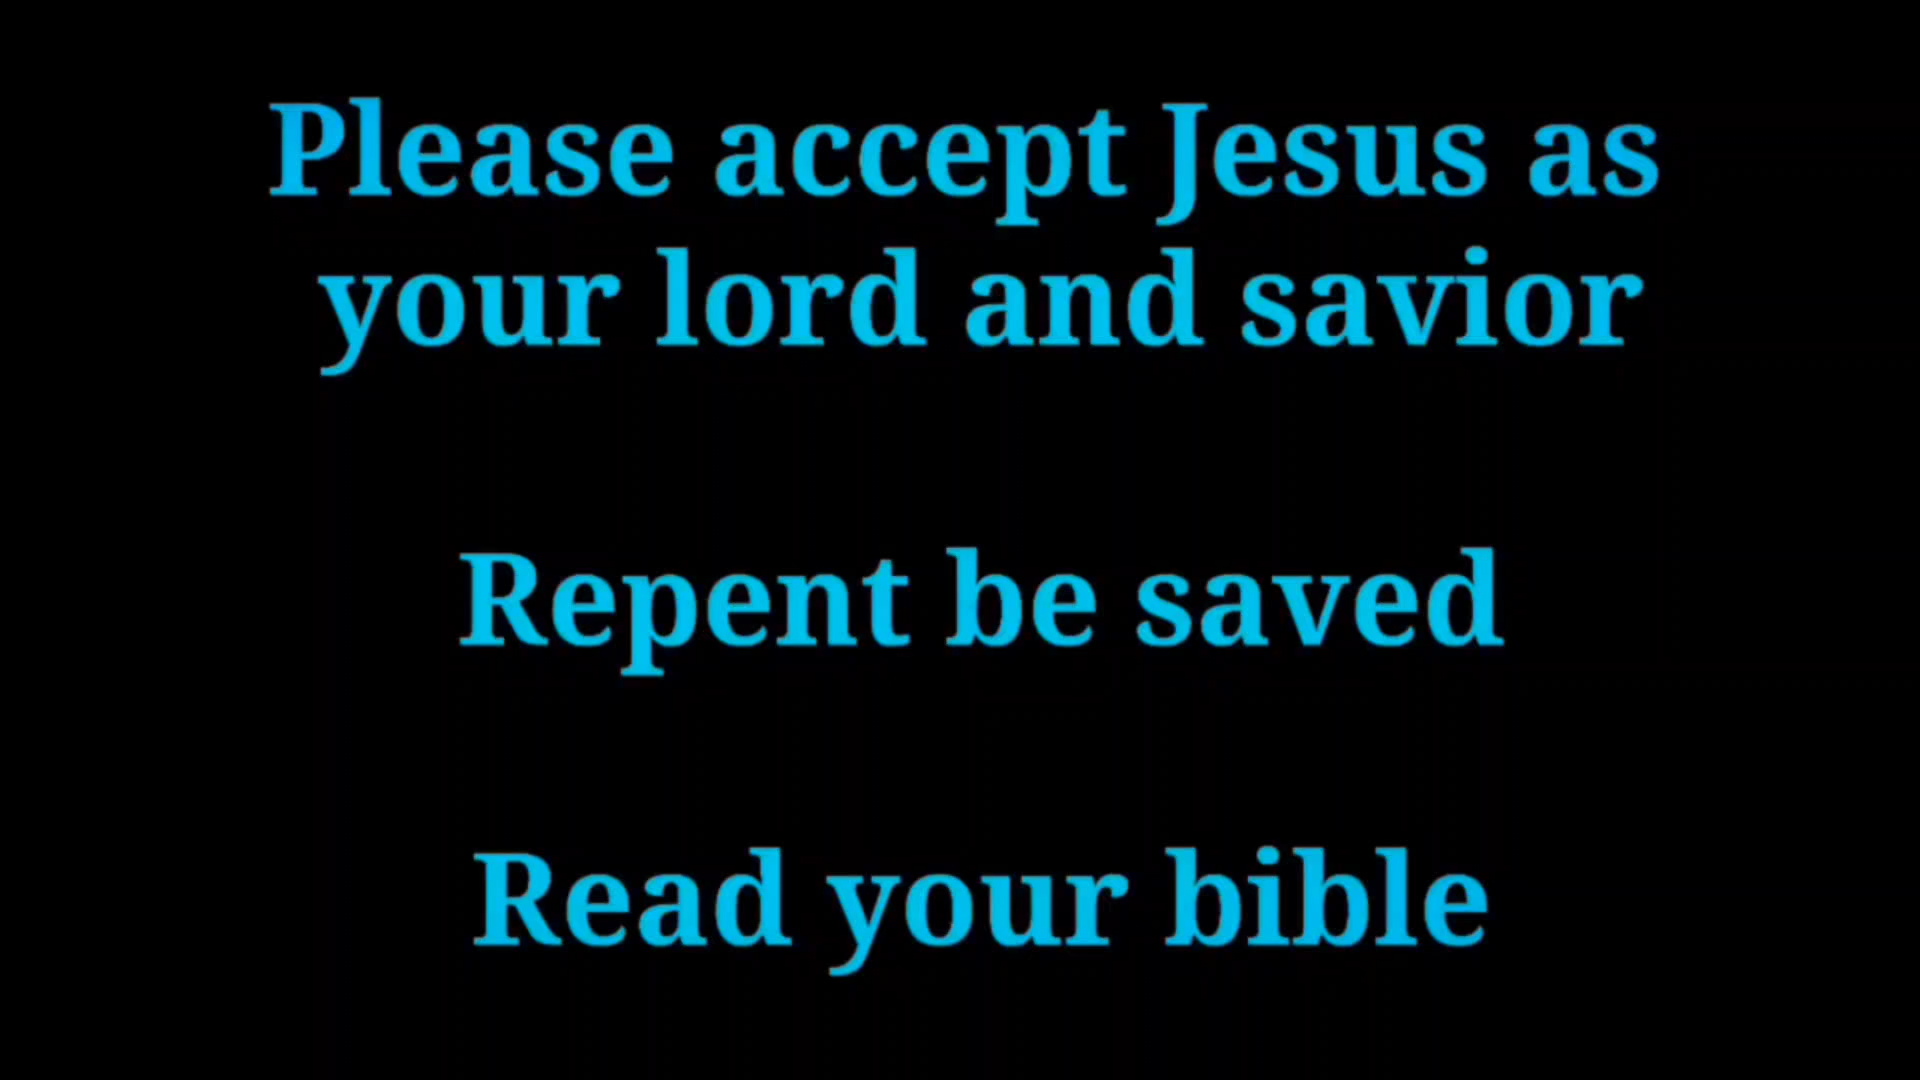 Please accept Jesus as
your lord and savior
Repent be saved
Read your bible